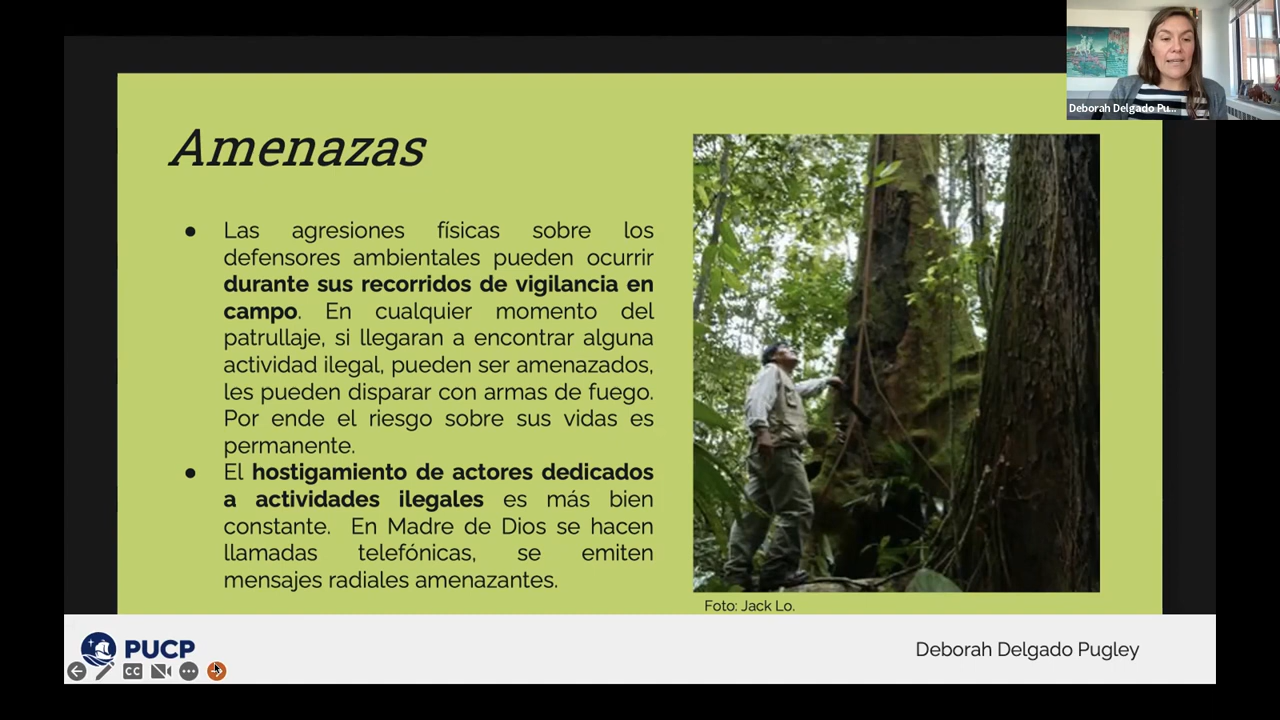 Deborah Delgado Pu...
Amenazas
● Las agresiones físicas sobre los
defensores ambientales pueden ocurrir
durante sus recorridos de vigilancia en
campo. En cualquier momento del
patrullaje, si llegaran a encontrar alguna
actividad ilegal, pueden ser amenazados,
les pueden disparar con armas de fuego.
Por ende el riesgo sobre sus vidas es
permanente.
● El hostigamiento de actores dedicados
a actividades ilegales es más bien
constante. En Madre de Dios se hacen
llamadas telefónicas, se emiten
mensajes radiales amenazantes.
Foto: Jack Lo.
PUCP
Deborah Delgado Pugley
CC